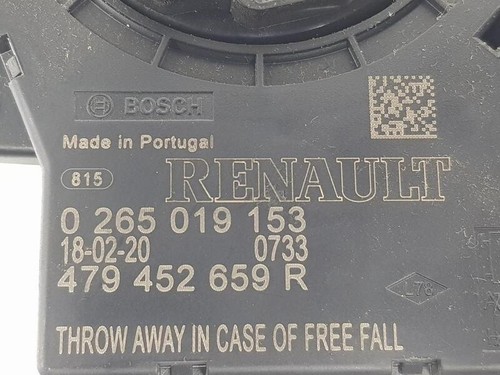 BOSCH
Made in Portugal
815
RENAULT
0 265 019 153
18-02-20 0733
479 452 659 R
L78
THROW AWAY IN CASE OF FREE FALL